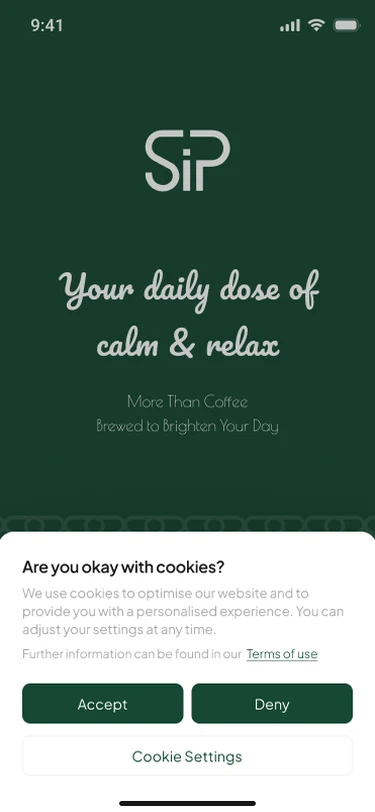 9:41
SiP
Your daily dose of
calm & relax
More Than Coffee
Brewed to Brighten Your Day
Are you okay with cookies?
We use cookies to optimise our website and to
provide you with a personalised experience. You can
adjust your settings at any time.
Further information can be found in our Terms of use
Accept
Deny
Cookie Settings